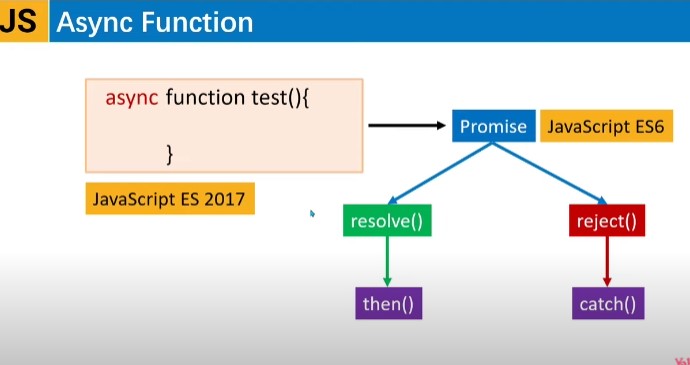 JS Async Function
async function test(){
}
Promise
JavaScript ES6
JavaScript ES 2017
resolve()
reject()
then()
catch()